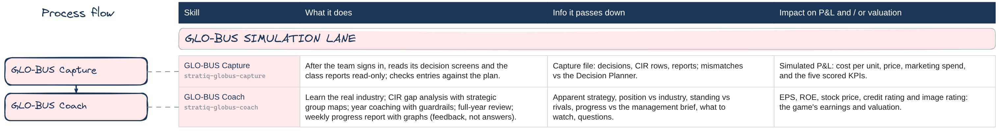 Process flow
Skill
What it does
Info it passes down
Impact on P&L and / or valuation
GLO-BUS SIMULATION LANE
GLO-BUS Capture
GLO-BUS Capture
stratiq-globus-capture
After the team signs in, reads its decision screens and the
class reports read-only; checks entries against the plan.
Capture file: decisions, CIR rows, reports; mismatches
vs the Decision Planner.
Simulated P&L: cost per unit, price, marketing spend,
and the five scored KPIs.
GLO-BUS Coach
GLO-BUS Coach
stratiq-globus-coach
Learn the real industry; CIR gap analysis with strategic
group maps; year coaching with guardrails; full-year review;
weekly progress report with graphs (feedback, not answers).
Apparent strategy, position vs industry, standing vs
rivals, progress vs the management brief, what to
watch, questions.
EPS, ROE, stock price, credit rating and image rating:
the game's earnings and valuation.